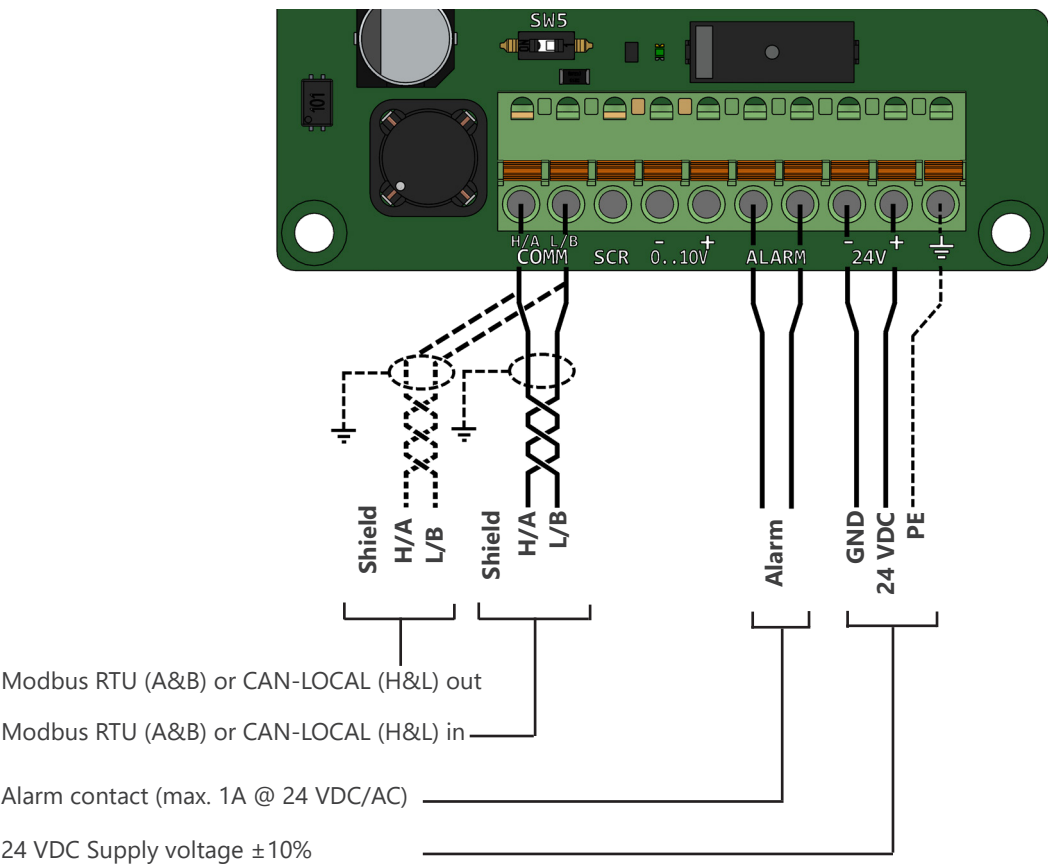 SW5
101
H/A L/B - + - +
COMM SCR 0..10V ALARM 24V
Shield
H/A
L/B
Shield
H/A
L/B
Alarm
GND
24 VDC
PE
Modbus RTU (A&B) or CAN-LOCAL (H&L) out
Modbus RTU (A&B) or CAN-LOCAL (H&L) in
Alarm contact (max. 1A @ 24 VDC/AC)
24 VDC Supply voltage ±10%